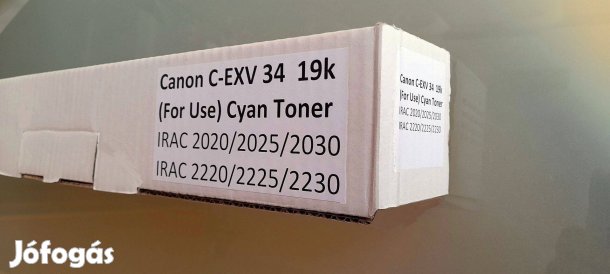 Canon C-EXV 34 19k
(For Use) Cyan Toner
IRAC 2020/2025/2030
IRAC 2220/2225/2230
Canon C-EXV 34 19k
(For Use) Cyan Toner
IRAC 2020/2025/2030
IRAC 2220/2225/2230
Jófogás